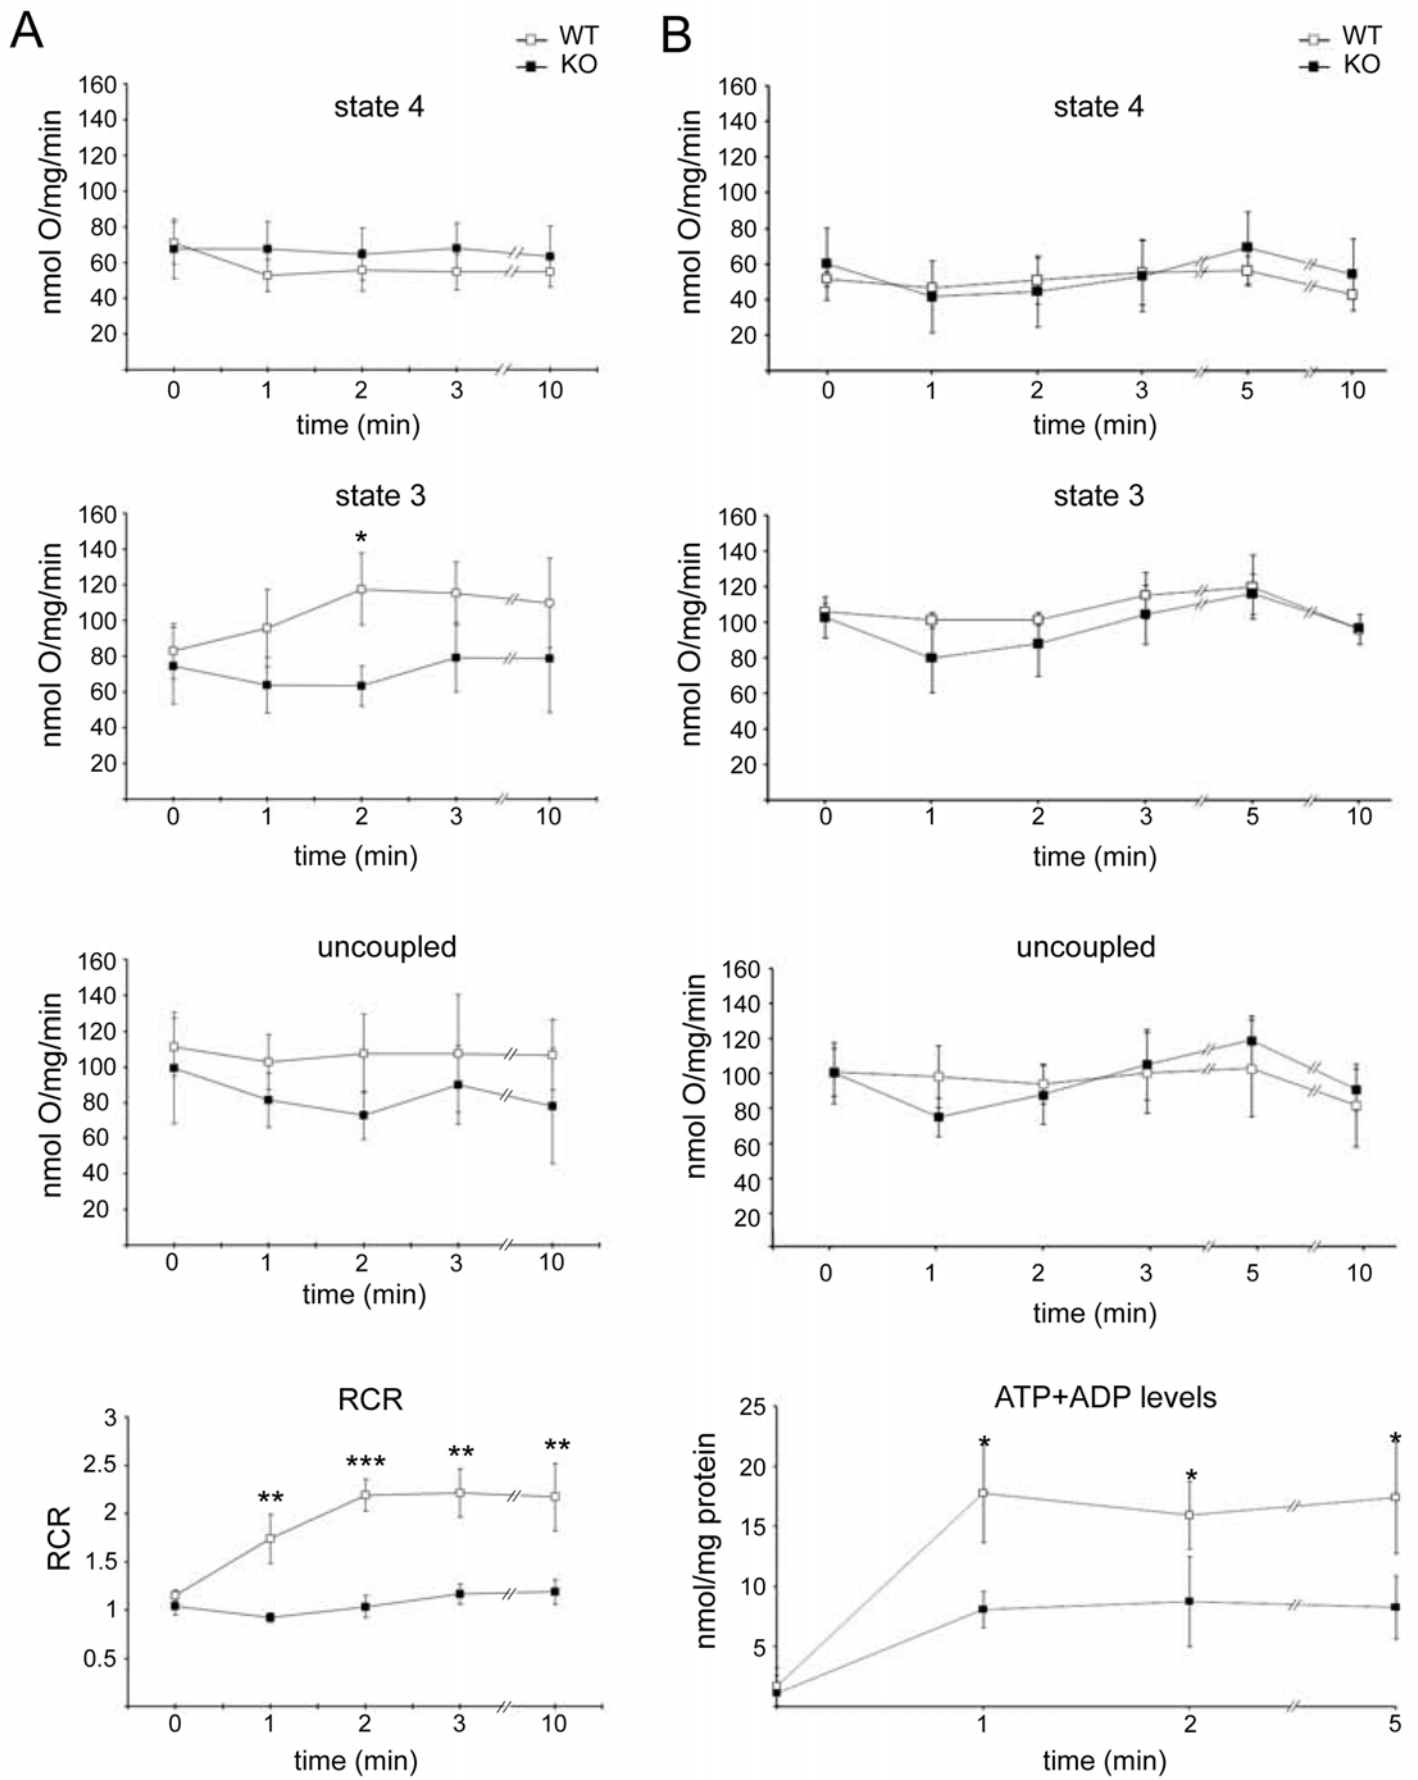 A
WT
KO
state 4
160
140
120
100
80
60
40
20
nmol O/mg/min
0 1 2 3 10
time (min)
state 3
*
160
140
120
100
80
60
40
20
nmol O/mg/min
0 1 2 3 10
time (min)
uncoupled
160
140
120
100
80
60
40
20
nmol O/mg/min
0 1 2 3 10
time (min)
RCR
** *** ** **
3
2.5
2
1.5
1
0.5
RCR
0 1 2 3 10
time (min)
B
WT
KO
state 4
160
140
120
100
80
60
40
20
nmol O/mg/min
0 1 2 3 5 10
time (min)
state 3
160
140
120
100
80
60
40
20
nmol O/mg/min
0 1 2 3 5 10
time (min)
uncoupled
160
140
120
100
80
60
40
20
nmol O/mg/min
0 1 2 3 5 10
time (min)
ATP+ADP levels
* * *
25
20
15
10
5
nmol/mg protein
1 2 5
time (min)